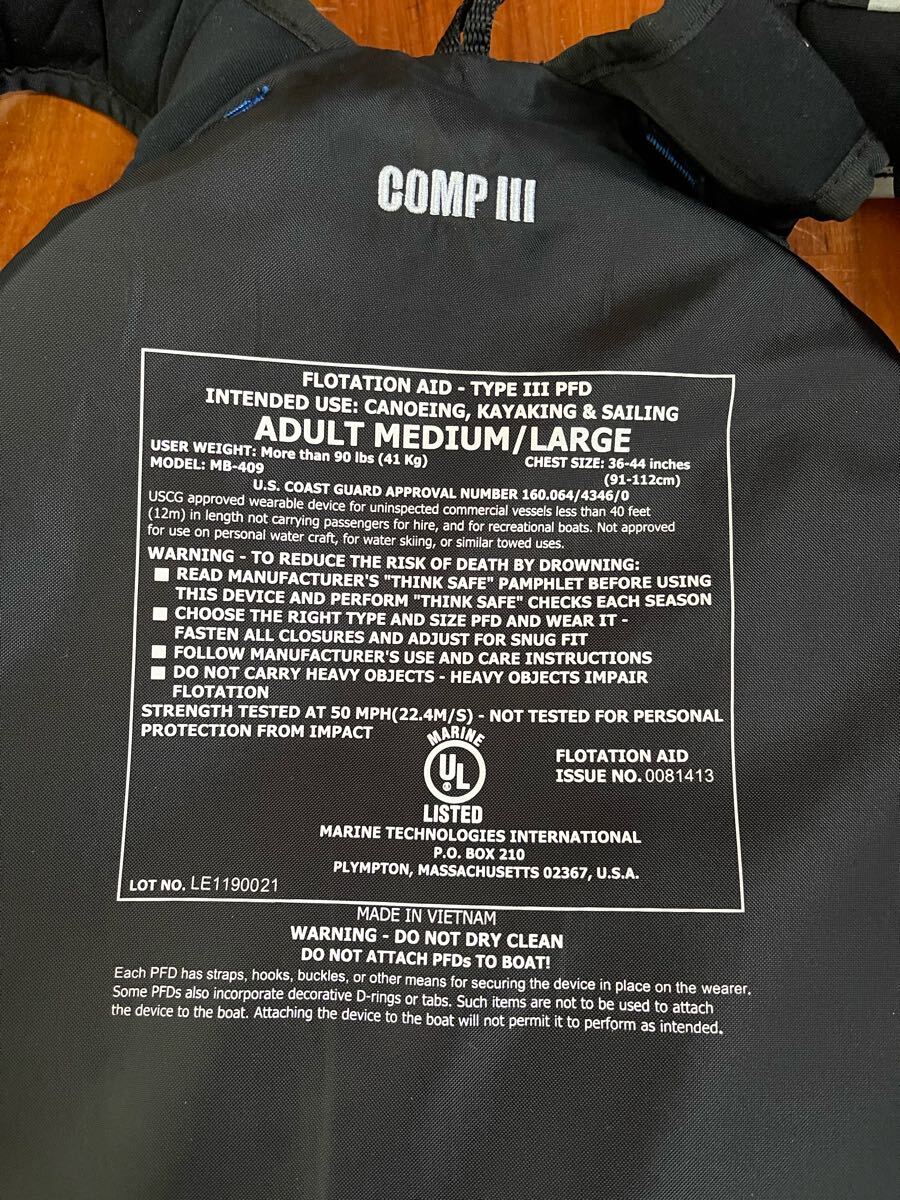 COMP III
FLOTATION AID - TYPE III PFD
INTENDED USE: CANOEING, KAYAKING & SAILING
ADULT MEDIUM/LARGE
USER WEIGHT: More than 90 lbs (41 Kg)
CHEST SIZE: 36-44 inches
MODEL: MB-409
(91-112cm)
U.S. COAST GUARD APPROVAL NUMBER 160.064/4346/0
USCG approved wearable device for uninspected commercial vessels less than 40 feet
(12m) in length not carrying passengers for hire, and for recreational boats. Not approved
for use on personal water craft, for water skiing, or similar towed uses.
WARNING - TO REDUCE THE RISK OF DEATH BY DROWNING:
■ READ MANUFACTURER'S "THINK SAFE" PAMPHLET BEFORE USING
THIS DEVICE AND PERFORM "THINK SAFE" CHECKS EACH SEASON
■ CHOOSE THE RIGHT TYPE AND SIZE PFD AND WEAR IT -
FASTEN ALL CLOSURES AND ADJUST FOR SNUG FIT
■ FOLLOW MANUFACTURER'S USE AND CARE INSTRUCTIONS
■ DO NOT CARRY HEAVY OBJECTS - HEAVY OBJECTS IMPAIR
FLOTATION
STRENGTH TESTED AT 50 MPH(22.4M/S) - NOT TESTED FOR PERSONAL
PROTECTION FROM IMPACT
MARINE
UL
®
LISTED
FLOTATION AID
ISSUE NO. 0081413
MARINE TECHNOLOGIES INTERNATIONAL
P.O. BOX 210
PLYMPTON, MASSACHUSETTS 02367, U.S.A.
LOT NO. LE1190021
MADE IN VIETNAM
WARNING - DO NOT DRY CLEAN
DO NOT ATTACH PFDs TO BOAT!
Each PFD has straps, hooks, buckles, or other means for securing the device in place on the wearer.
Some PFDs also incorporate decorative D-rings or tabs. Such items are not to be used to attach
the device to the boat. Attaching the device to the boat will not permit it to perform as intended.